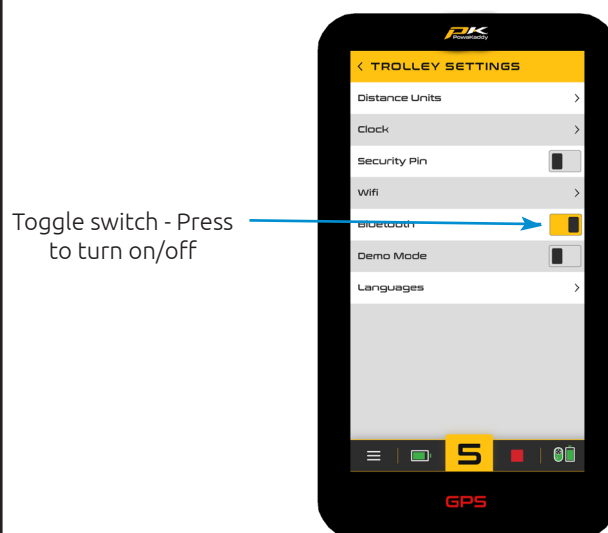 PK
PowaKaddy
< TROLLEY SETTINGS
Distance Units >
Clock >
Security Pin
Wifi >
Toggle switch - Press
to turn on/off
Bluetooth
Demo Mode
Languages >
S
GPS